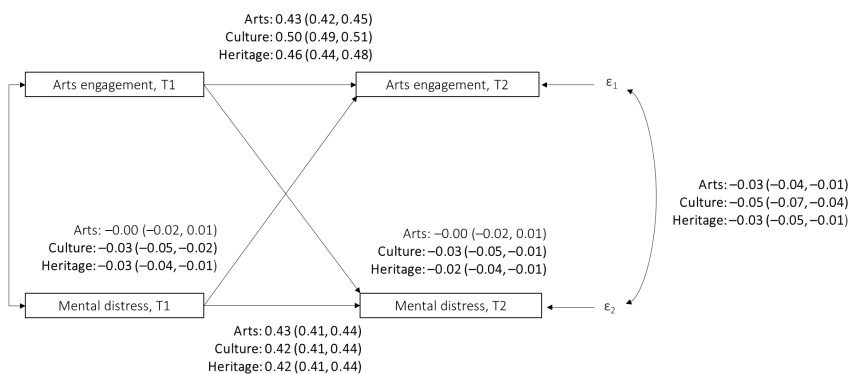 Arts: 0.43 (0.42, 0.45)
Culture: 0.50 (0.49, 0.51)
Heritage: 0.46 (0.44, 0.48)
Arts engagement, T1
Arts engagement, T2
ε1
Arts: −0.03 (−0.04, −0.01)
Culture: −0.05 (−0.07, −0.04)
Heritage: −0.03 (−0.05, −0.01)
Arts: −0.00 (−0.02, 0.01)
Culture: −0.03 (−0.05, −0.02)
Heritage: −0.03 (−0.04, −0.01)
Arts: −0.00 (−0.02, 0.01)
Culture: −0.03 (−0.05, −0.01)
Heritage: −0.02 (−0.04, −0.01)
Mental distress, T1
Mental distress, T2
ε2
Arts: 0.43 (0.41, 0.44)
Culture: 0.42 (0.41, 0.44)
Heritage: 0.42 (0.41, 0.44)